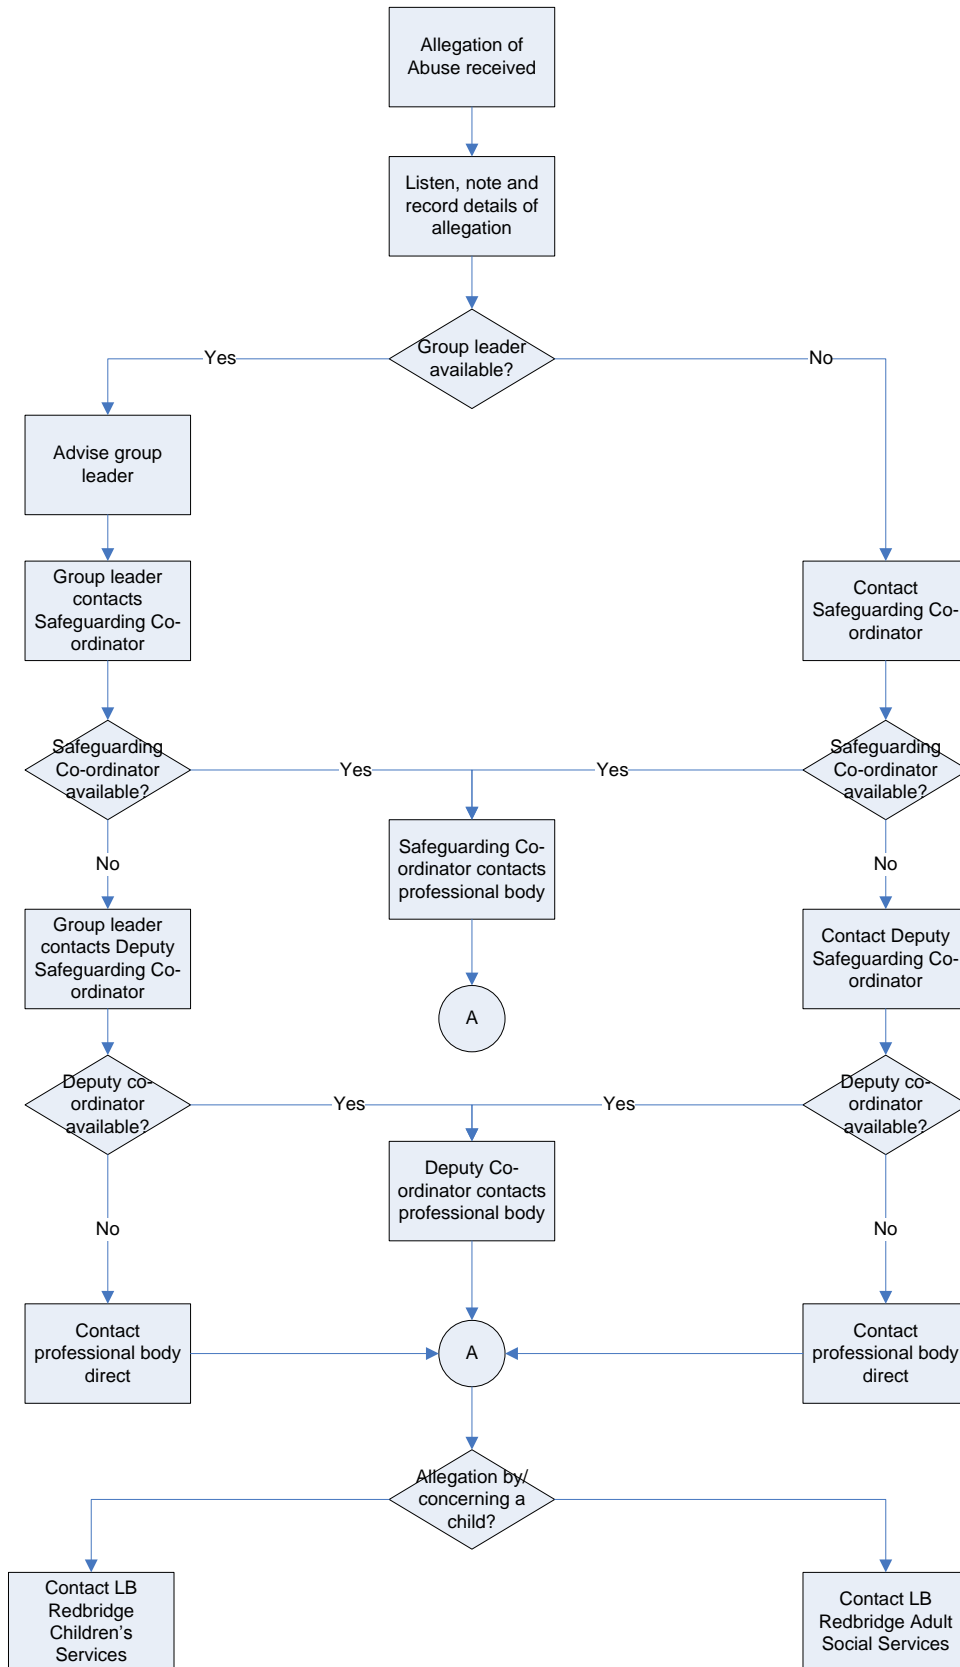 Allegation of
Abuse received
Listen, note and
record details of
allegation
Group leader
available?
Yes
No
Advise group
leader
Group leader
contacts
Safeguarding Co-
ordinator
Contact
Safeguarding Co-
ordinator
Safeguarding
Co-ordinator
available?
Yes
Yes
Safeguarding
Co-ordinator
available?
Safeguarding Co-
ordinator contacts
professional body
No
No
Group leader
contacts Deputy
Safeguarding Co-
ordinator
Contact Deputy
Safeguarding Co-
ordinator
A
Deputy co-
ordinator
available?
Yes
Yes
Deputy co-
ordinator
available?
Deputy Co-
ordinator contacts
professional body
No
No
Contact
professional body
direct
A
Contact
professional body
direct
Allegation by/
concerning a
child?
Contact LB
Redbridge
Children’s
Services
Contact LB
Redbridge Adult
Social Services